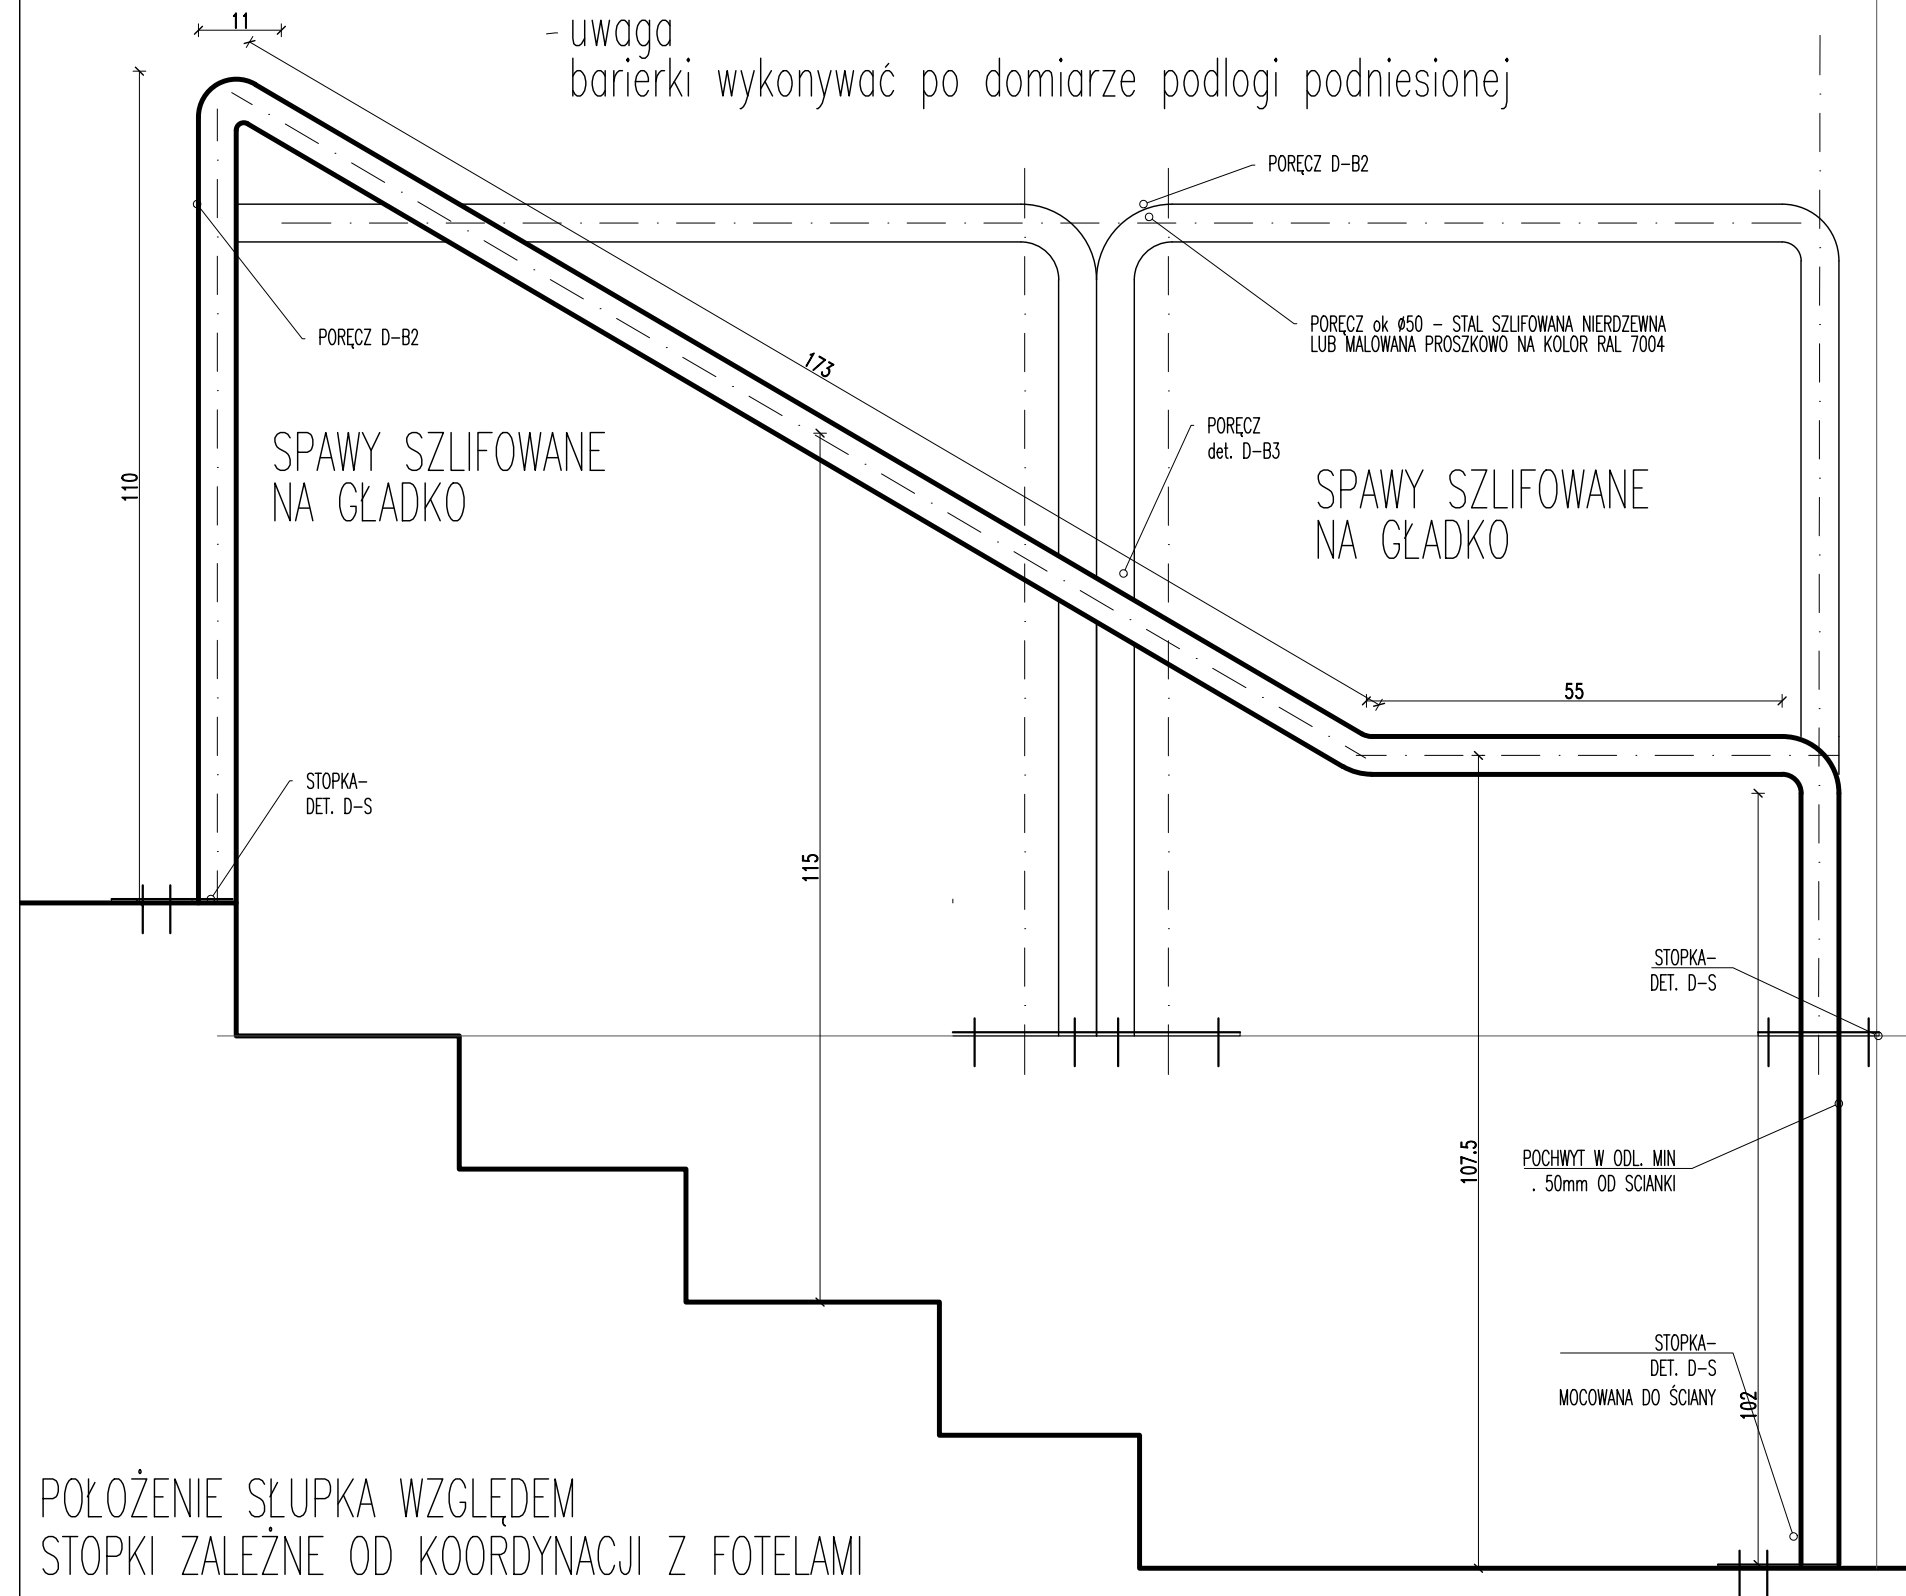 11
- uwaga
barierki wykonywać po domiarze podlogi podniesionej
PORĘCZ D-B2
PORĘCZ D-B2
PORĘCZ ok ø50 - STAL SZLIFOWANA NIERDZEWNA
LUB MALOWANA PROSZKOWO NA KOLOR RAL 7004
173
PORĘCZ
det. D-B3
SPAWY SZLIFOWANE
NA GŁADKO
SPAWY SZLIFOWANE
NA GŁADKO
110
55
STOPKA-
DET. D-S
115
STOPKA-
DET. D-S
107.5
POCHWYT W ODL. MIN
. 50mm OD SCIANKI
STOPKA-
DET. D-S
MOCOWANA DO ŚCIANY
102
POŁOŻENIE SŁUPKA WZGLĘDEM
STOPKI ZALEŻNE OD KOORDYNACJI Z FOTELAMI